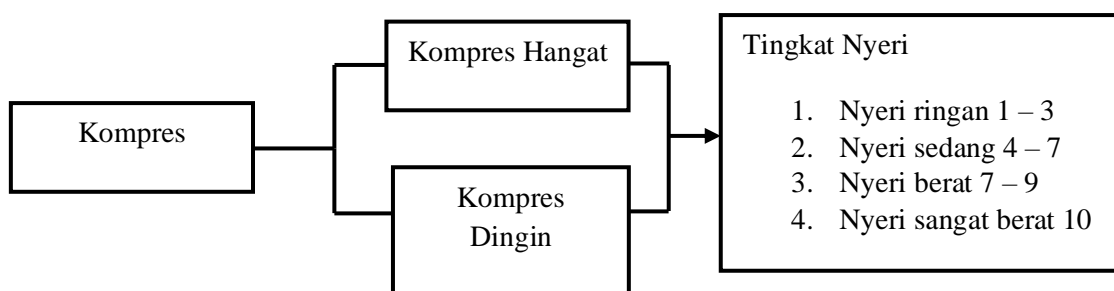 Kompres
Kompres Hangat
Kompres
Dingin
Tingkat Nyeri
1. Nyeri ringan 1 – 3
2. Nyeri sedang 4 – 7
3. Nyeri berat 7 – 9
4. Nyeri sangat berat 10